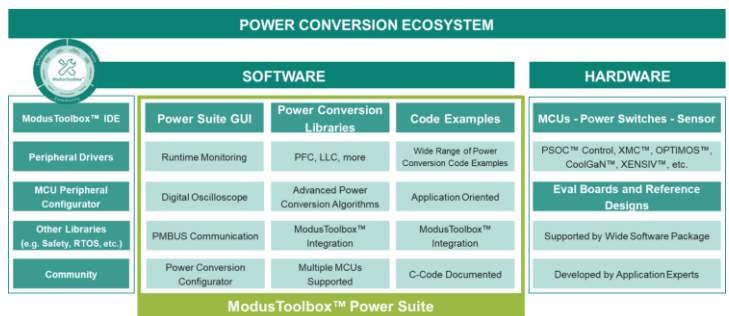 POWER CONVERSION ECOSYSTEM
ModusToolbox™
SOFTWARE
HARDWARE
ModusToolbox™ IDE
Peripheral Drivers
MCU Peripheral
Configurator
Other Libraries
(e.g. Safety, RTOS, etc.)
Community
Power Suite GUI
Runtime Monitoring
Digital Oscilloscope
PMBUS Communication
Power Conversion
Configurator
Power Conversion
Libraries
PFC, LLC, more
Advanced Power
Conversion Algorithms
ModusToolbox™
Integration
Multiple MCUs
Supported
Code Examples
Wide Range of Power
Conversion Code Examples
Application Oriented
ModusToolbox™
Integration
C-Code Documented
ModusToolbox™ Power Suite
MCUs - Power Switches - Sensor
PSOC™ Control, XMC™, OPTIMOS™,
CoolGaN™, XENSIV™, etc.
Eval Boards and Reference
Designs
Supported by Wide Software Package
Developed by Application Experts